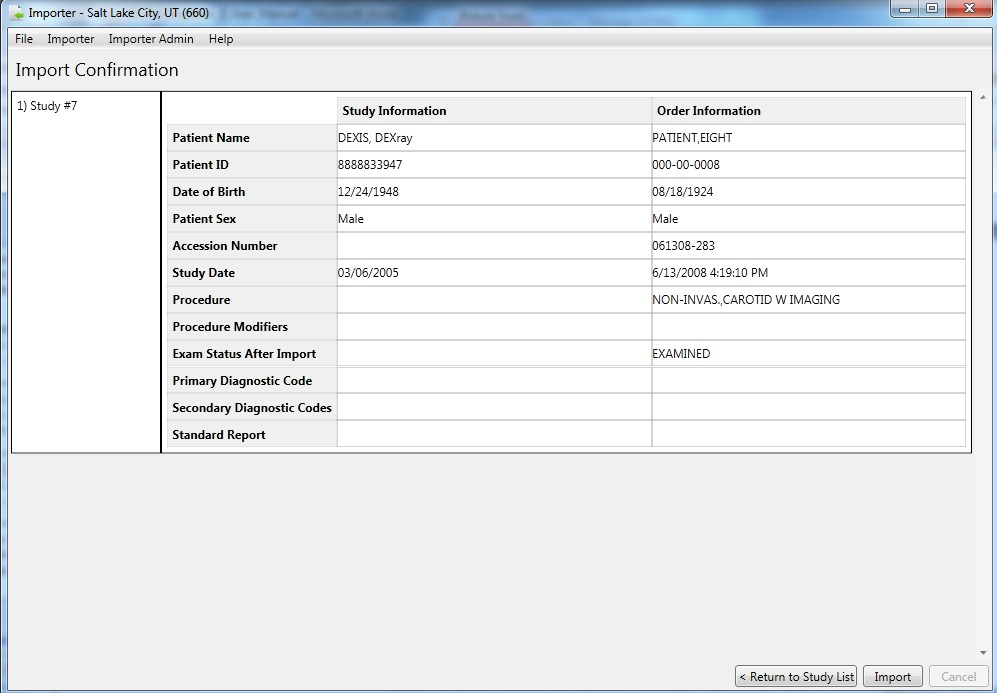 Importer - Salt Lake City, UT (660)
File Importer Importer Admin Help
Import Confirmation
1) Study #7
Study Information Order Information
Patient Name DEXIS, DEXray PATIENT,EIGHT
Patient ID 8888833947 000-00-0008
Date of Birth 12/24/1948 08/18/1924
Patient Sex Male Male
Accession Number 061308-283
Study Date 03/06/2005 6/13/2008 4:19:10 PM
Procedure NON-INVAS.,CAROTID W IMAGING
Procedure Modifiers
Exam Status After Import EXAMINED
Primary Diagnostic Code
Secondary Diagnostic Codes
Standard Report
< Return to Study List Import Cancel